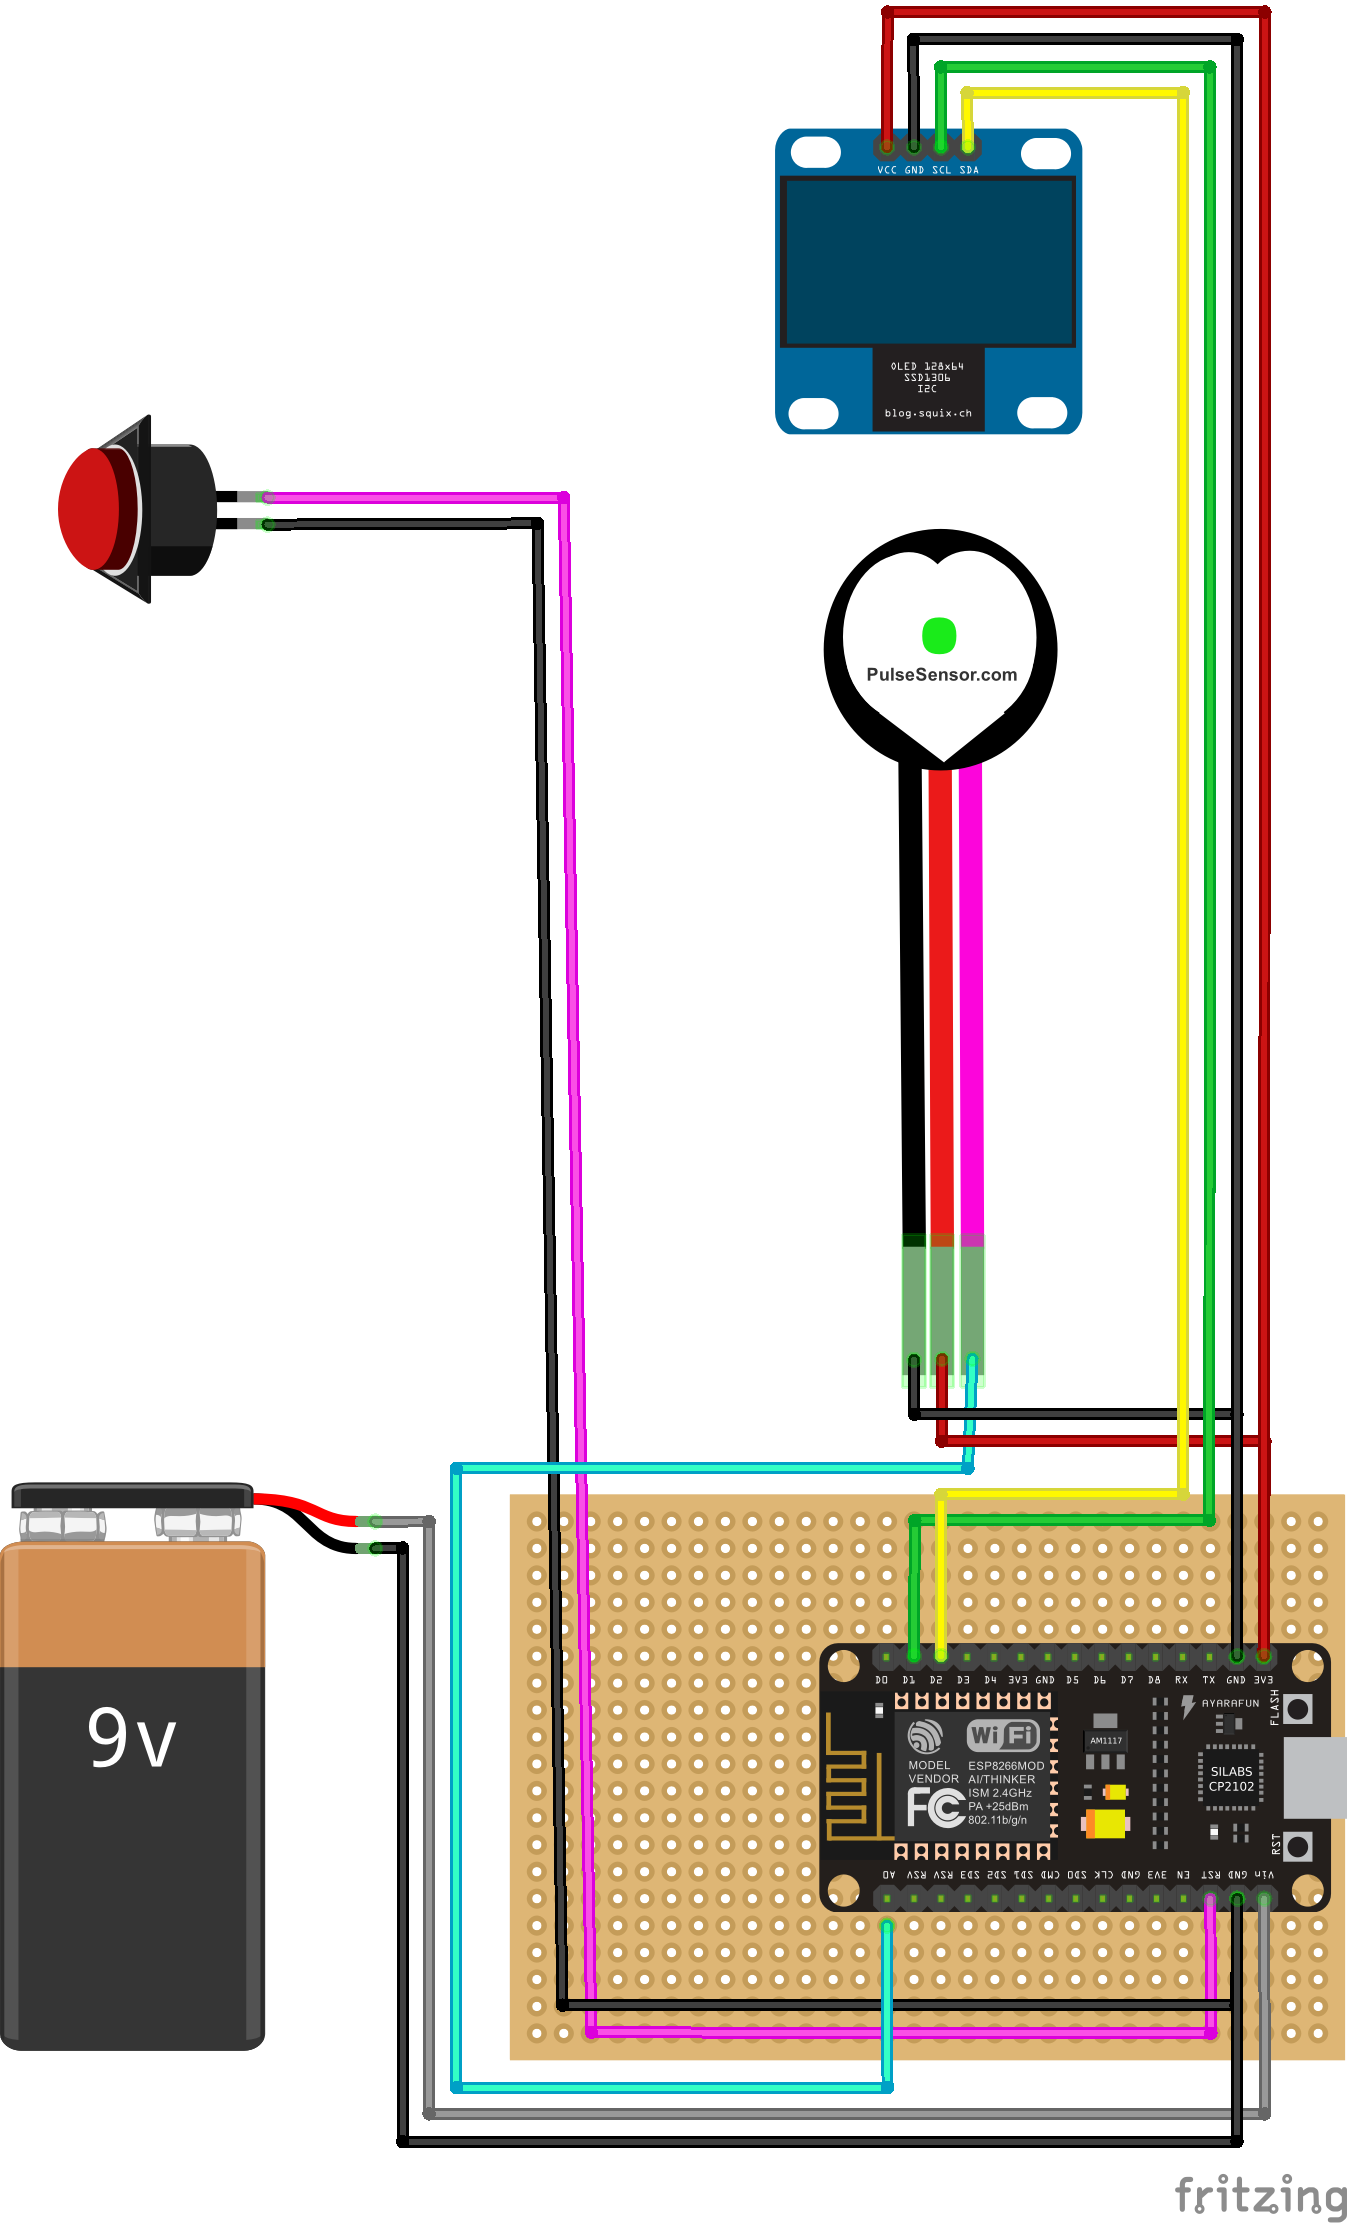 VCC GND SCL SDA
OLED 128x64
SSD1306
I2C
blog.squix.ch
PulseSensor.com
9v
D0 D1 D2 D3 D4 3V3 GND D5 D6 D7 D8 RX TX GND 3V3
AYARAFUN
FLASH
WiFi
MODEL
VENDOR
ESP8266MOD
AI/THINKER
ISM 2.4GHz
PA +25dBm
802.11b/g/n
FC
AM1117
SILABS
CP2102
RST
A0 RSV RSV SD3 SD2 SD1 CMD SD0 CLK GND 3V3 EN RST GND Vin
fritzing